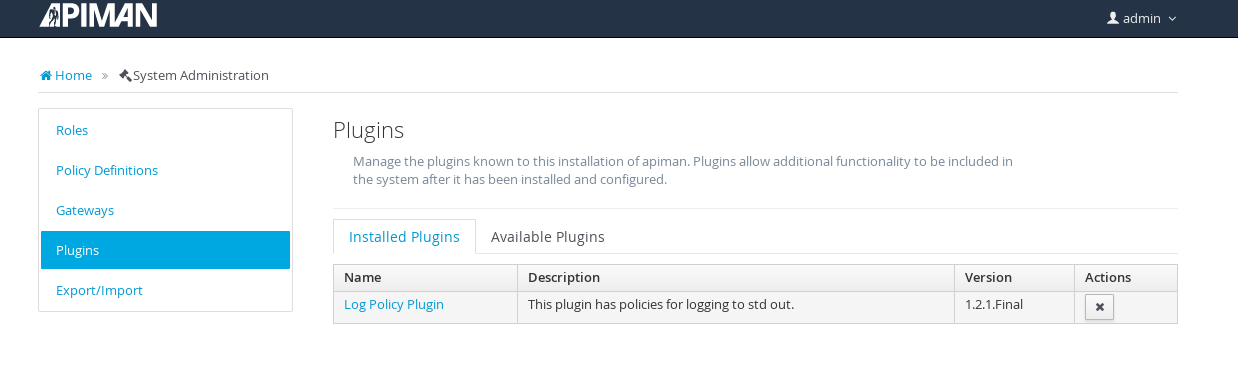 APIMAN
admin
Home » System Administration
Roles
Policy Definitions
Gateways
Plugins
Export/Import
Plugins
Manage the plugins known to this installation of apiman. Plugins allow additional functionality to be included in
the system after it has been installed and configured.
Installed Plugins Available Plugins
Name Description Version Actions
Log Policy Plugin This plugin has policies for logging to std out. 1.2.1.Final